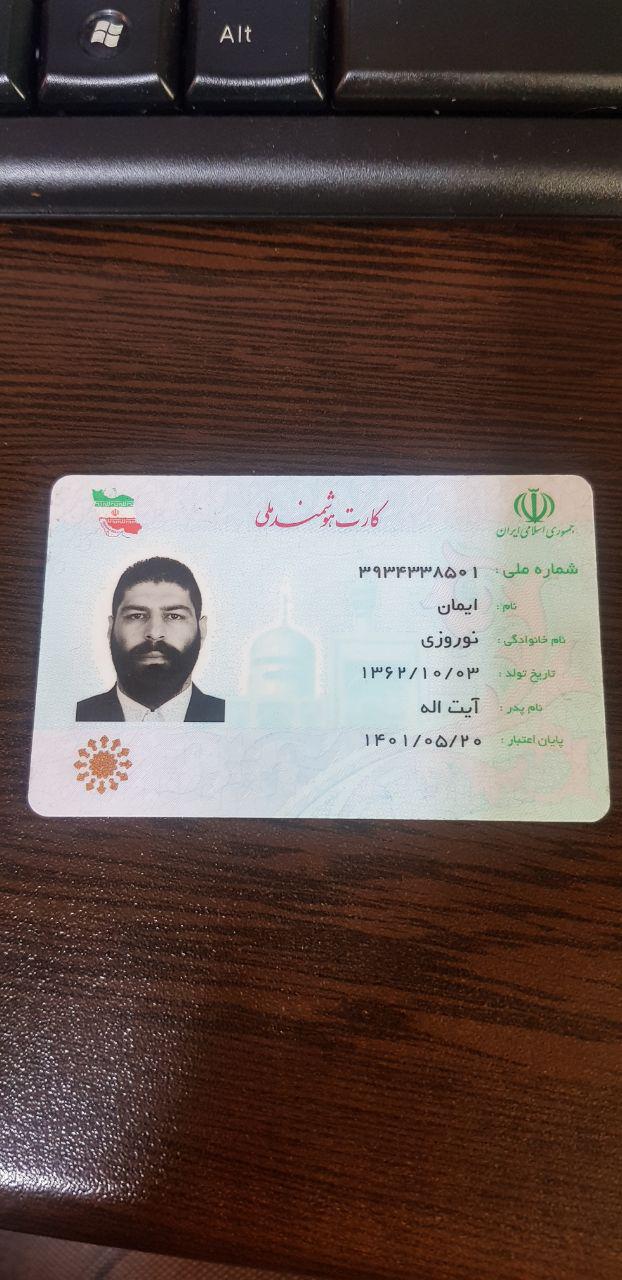 Alt
کارت هوشمند ملی
جمهوری اسلامی ایران
شماره ملی : ۳۹۳۴۳۳۸۵۰۱
نام : ایمان
نام خانوادگی : نوروزی
تاریخ تولد : ۱۳۶۲/۱۰/۰۳
نام پدر : آیت اله
پایان اعتبار : ۱۴۰۱/۰۵/۲۰